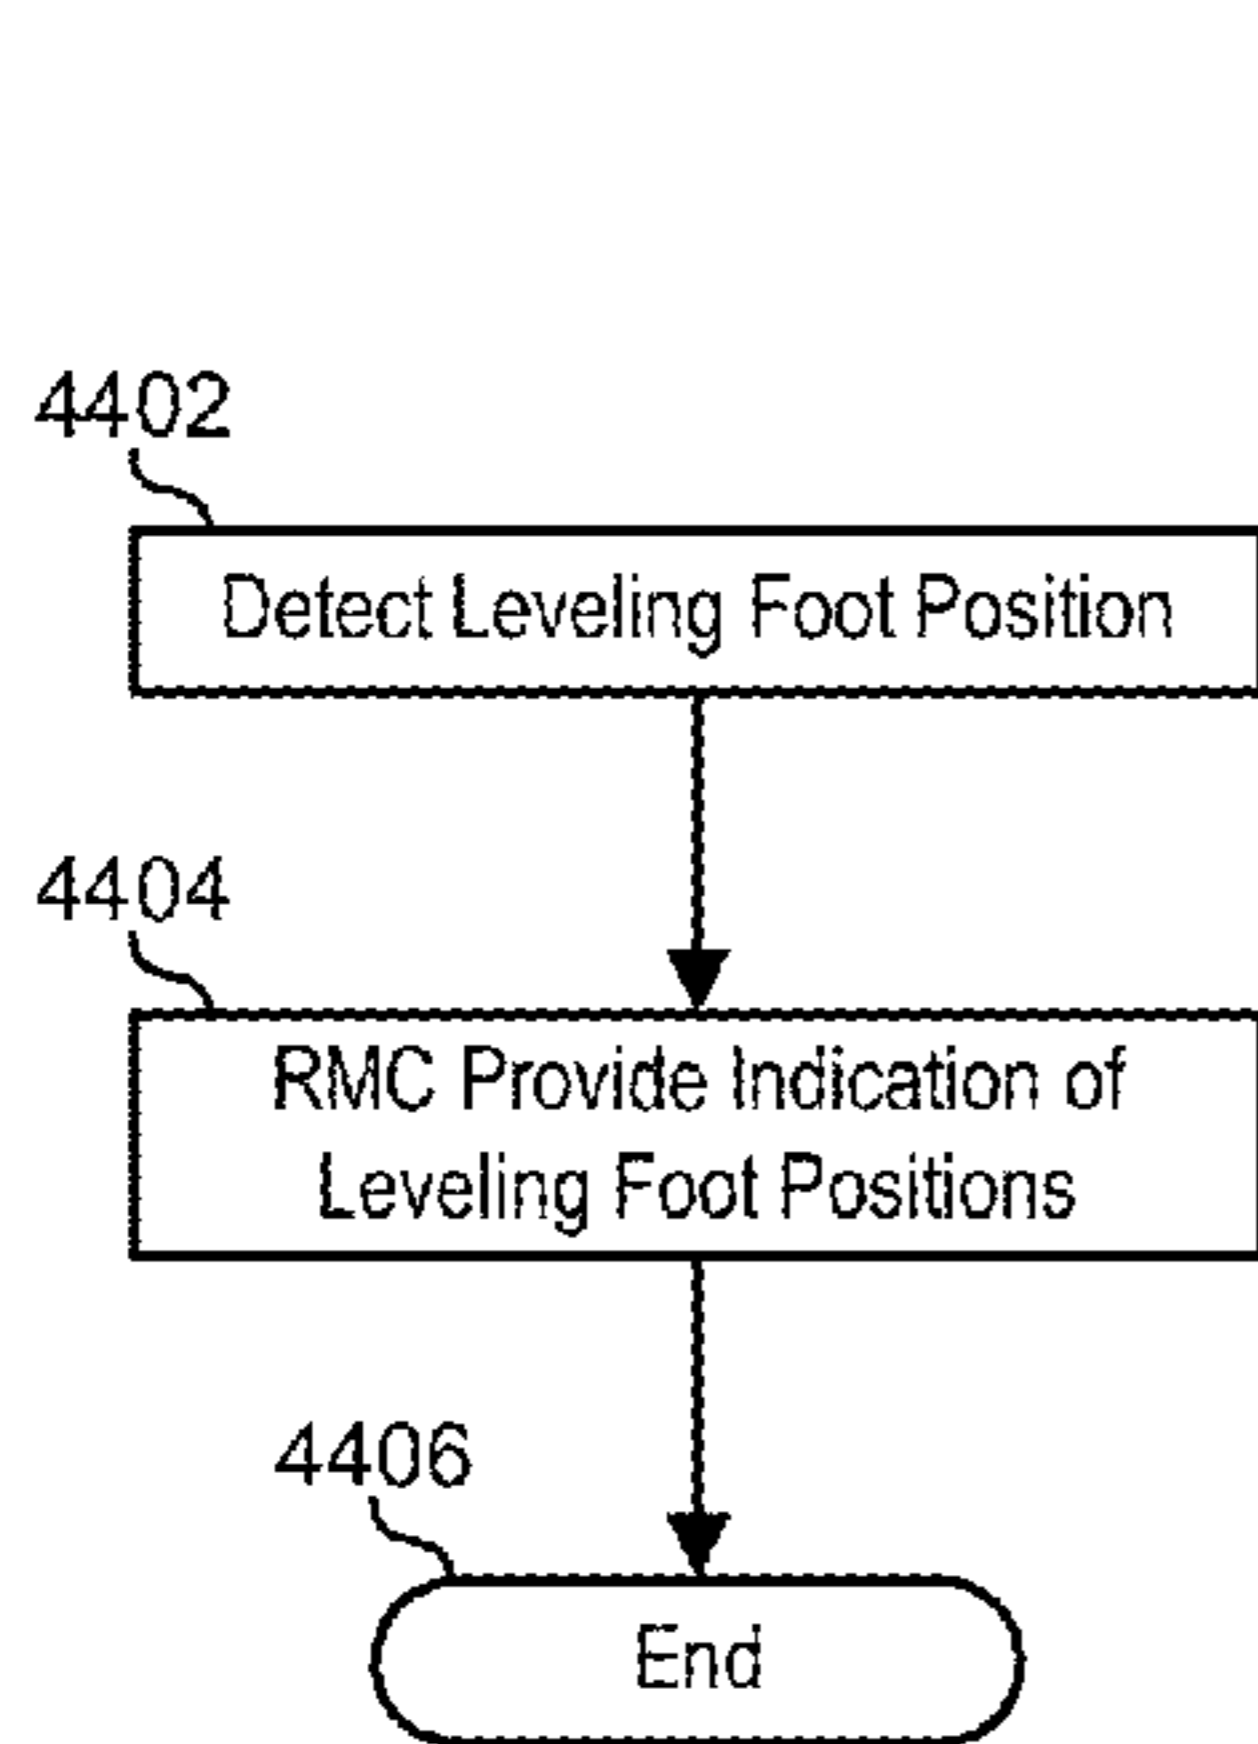 4402
Detect Leveling Foot Position
4404
RMC Provide Indication of
Leveling Foot Positions
4406
End